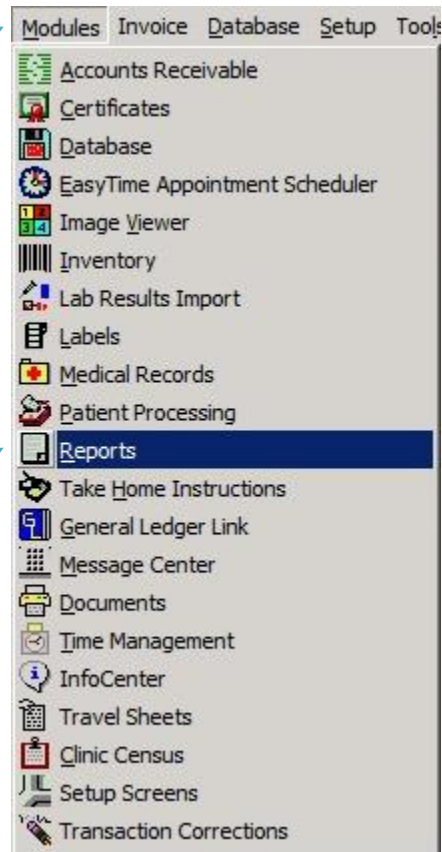 Modules Invoice Database Setup Tools
Accounts Receivable
Certificates
Database
EasyTime Appointment Scheduler
Image Viewer
Inventory
Lab Results Import
Labels
Medical Records
Patient Processing
Reports
Take Home Instructions
General Ledger Link
Message Center
Documents
Time Management
InfoCenter
Travel Sheets
Clinic Census
Setup Screens
Transaction Corrections